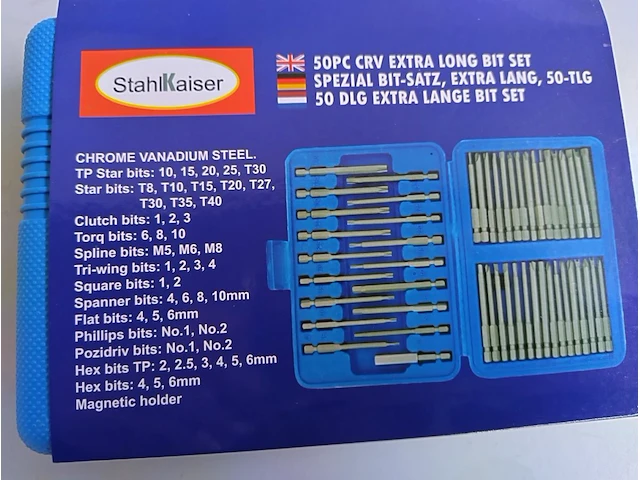 StahlKaiser
50PC CRV EXTRA LONG BIT SET
SPEZIAL BIT-SATZ, EXTRA LANG, 50-TLG
50 DLG EXTRA LANGE BIT SET
CHROME VANADIUM STEEL.
TP Star bits: 10, 15, 20, 25, T30
Star bits: T8, T10, T15, T20, T27,
T30, T35, T40
Clutch bits: 1, 2, 3
Torq bits: 6, 8, 10
Spline bits: M5, M6, M8
Tri-wing bits: 1, 2, 3, 4
Square bits: 1, 2
Spanner bits: 4, 6, 8, 10mm
Flat bits: 4, 5, 6mm
Phillips bits: No.1, No.2
Pozidriv bits: No.1, No.2
Hex bits TP: 2, 2.5, 3, 4, 5, 6mm
Hex bits: 4, 5, 6mm
Magnetic holder